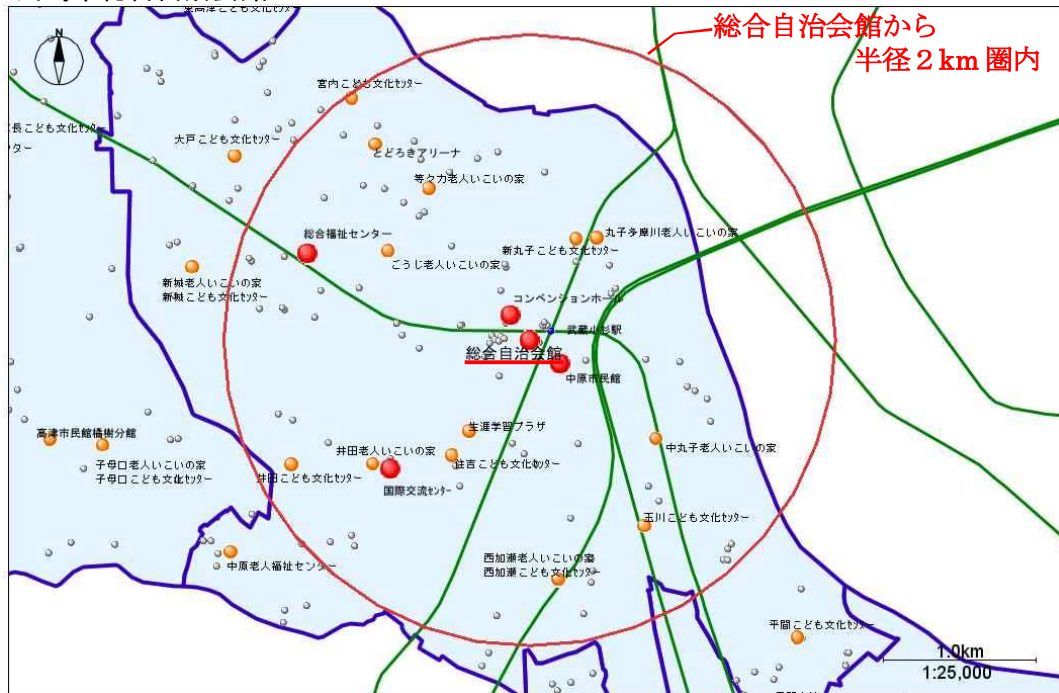 総合自治会館から
半径２km 圏内
N
宮内こども文化センター
大戸こども文化センター
とどろきアリーナ
等々力老人いこいの家
総合福祉センター
ごうじ老人いこいの家
丸子多摩川老人いこいの家
新丸子こども文化センター
新城老人いこいの家
新城こども文化センター
コンベンションホール
武蔵小杉駅
総合自治会館
中原市民館
生涯学習プラザ
高津市民館橘樹分館
子母口老人いこいの家
子母口こども文化センター
井田老人いこいの家
住吉こども文化センター
井田こども文化センター
国際交流センター
中丸子老人いこいの家
玉川こども文化センター
中原老人福祉センター
西加瀬老人いこいの家
西加瀬こども文化センター
平間こども文化センター
1.0km
1:25,000